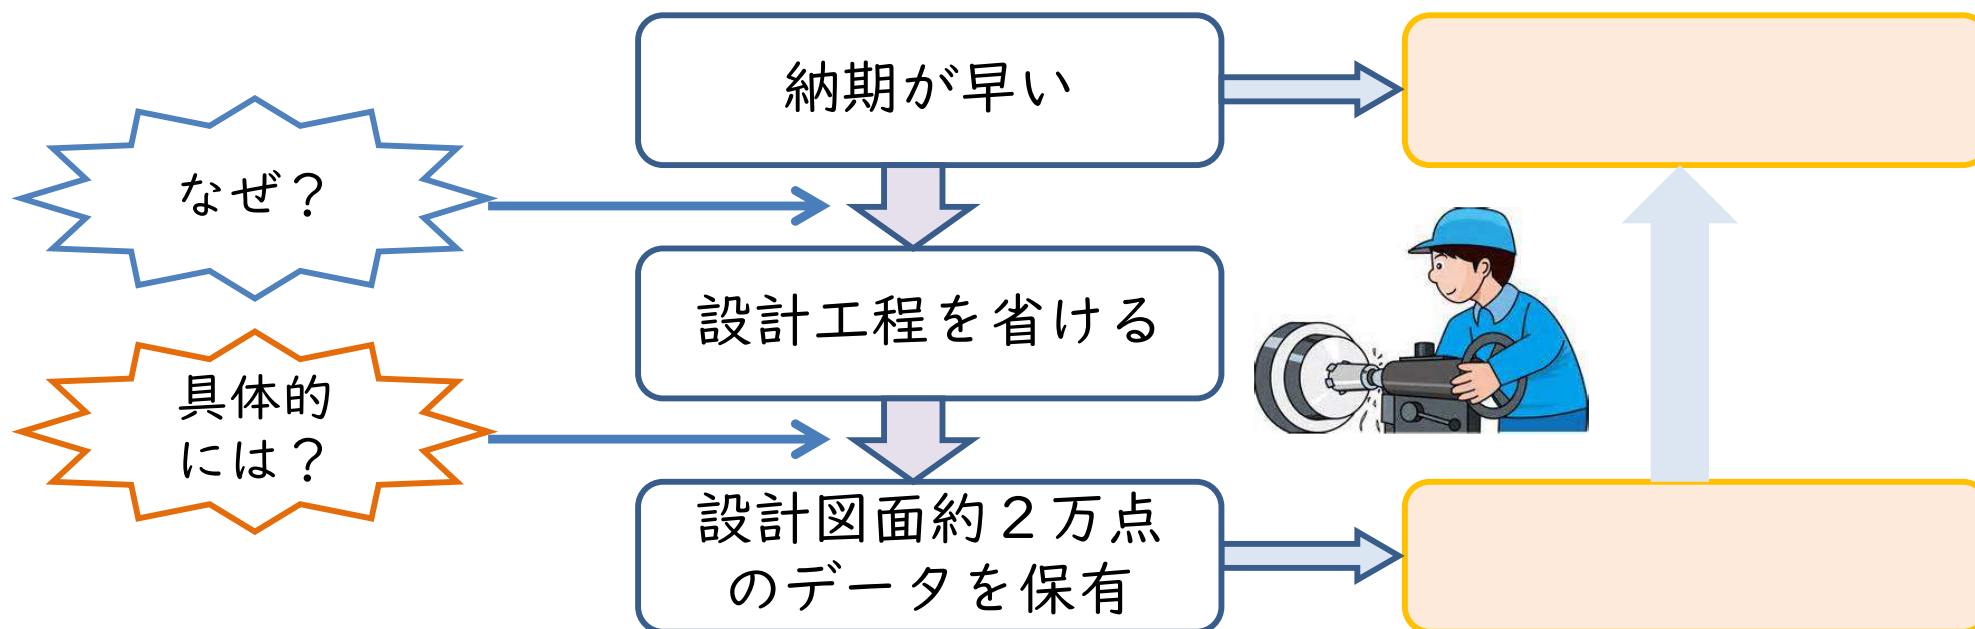 納期が早い
なぜ？
設計工程を省ける
具体的
には？
設計図面約２万点
のデータを保有